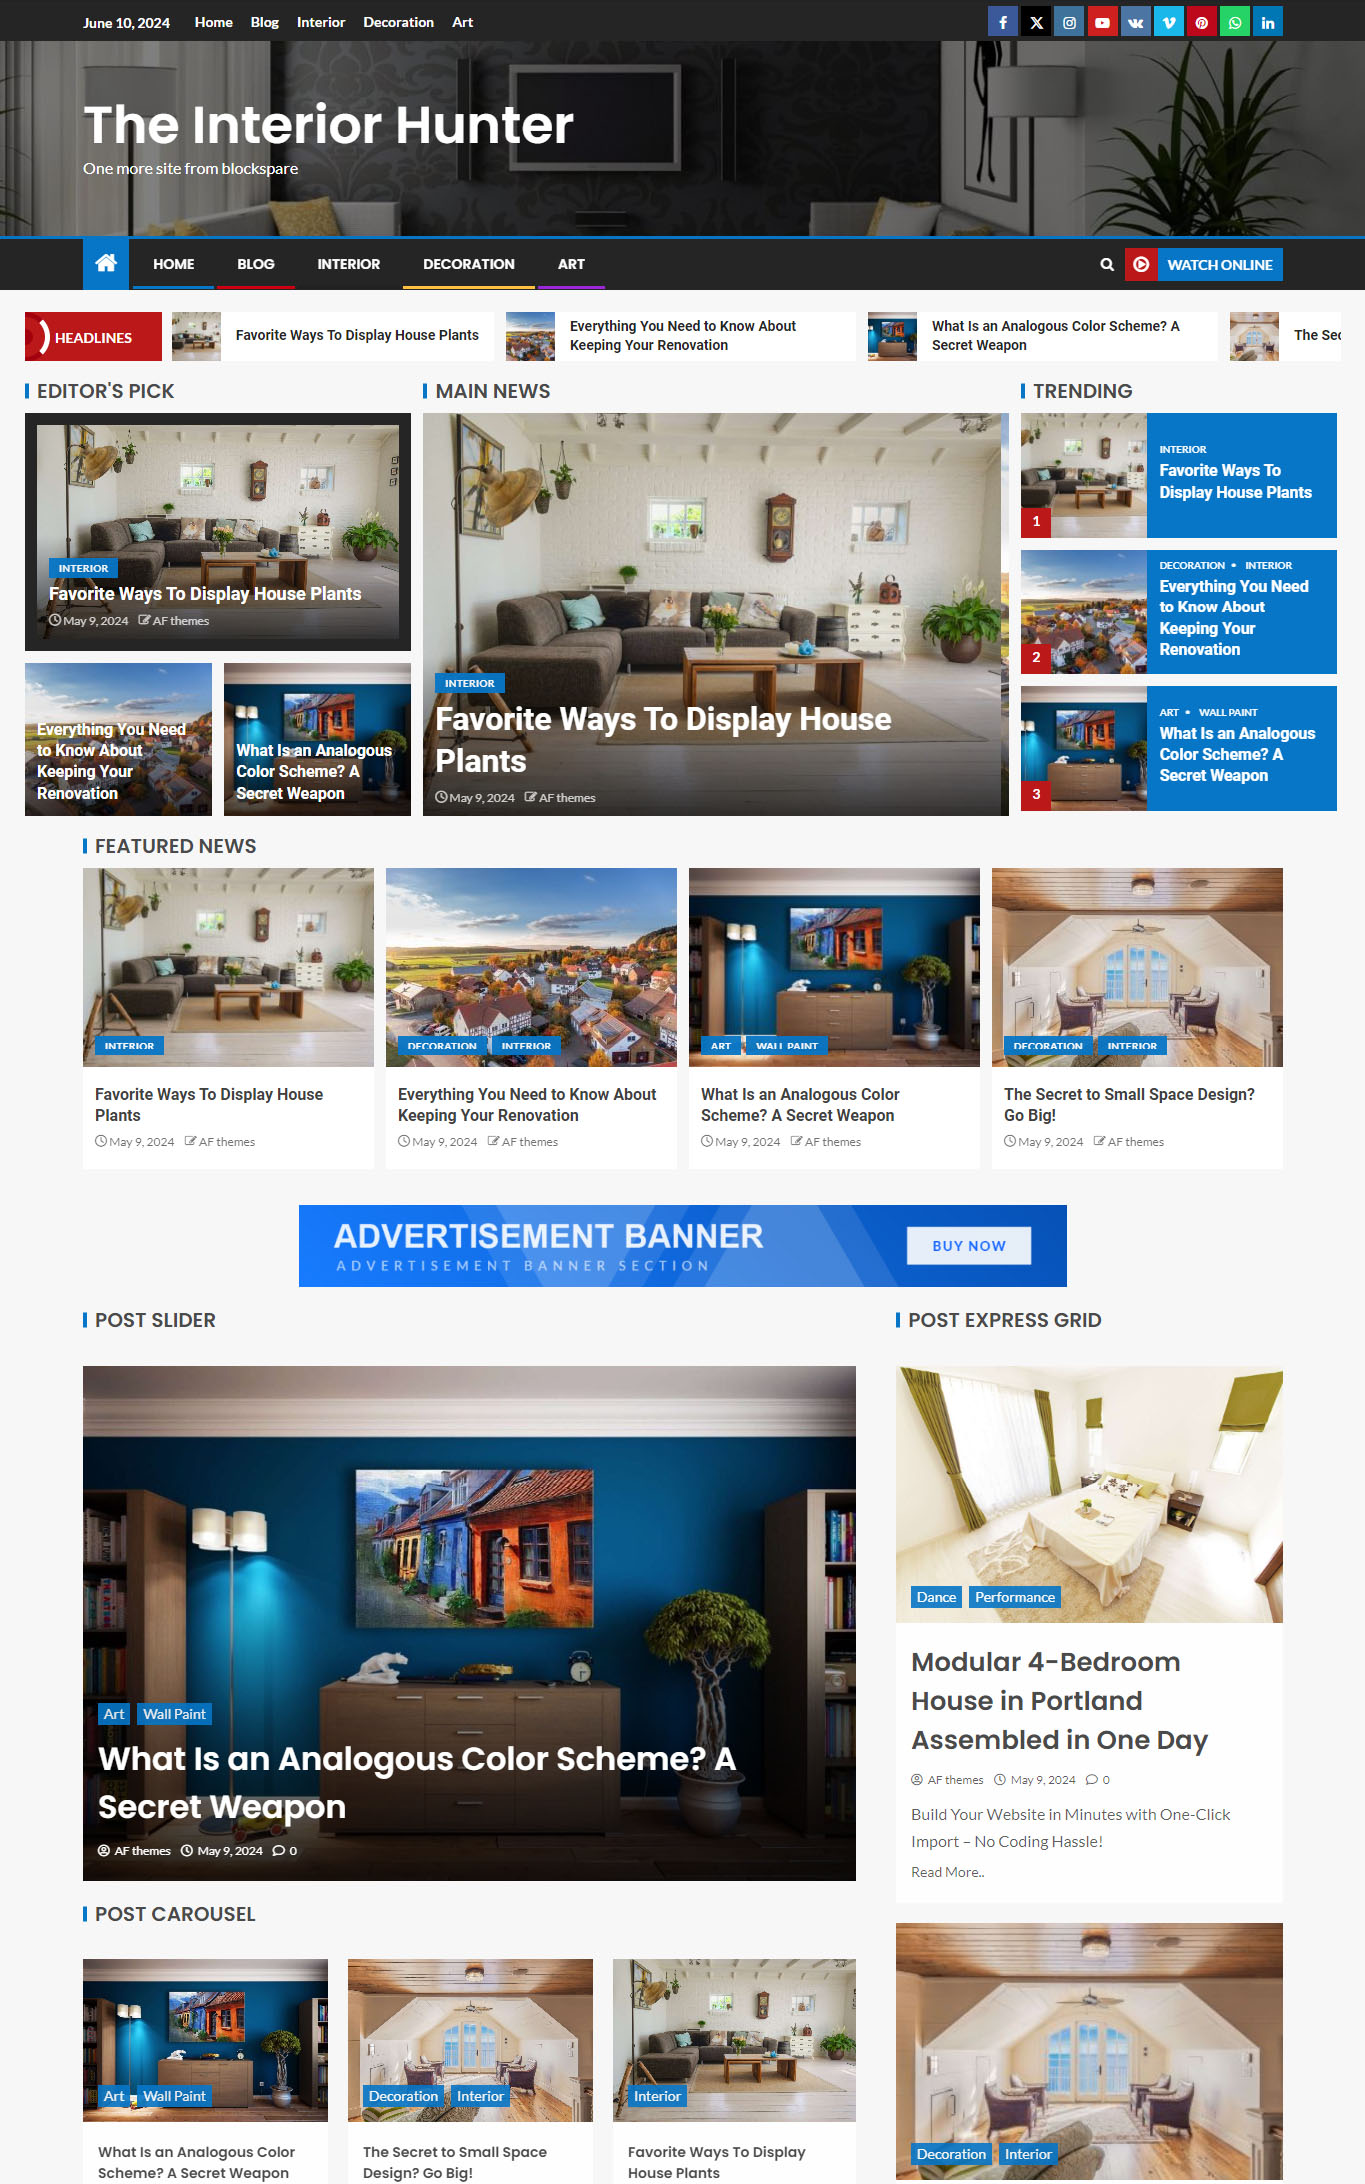 June 10, 2024 Home Blog Interior Decoration Art
The Interior Hunter
One more site from blockspare
HOME BLOG INTERIOR DECORATION ART WATCH ONLINE
HEADLINES
Favorite Ways To Display House Plants
Everything You Need to Know About
Keeping Your Renovation
What Is an Analogous Color Scheme? A
Secret Weapon
The Sec
EDITOR'S PICK
INTERIOR
Favorite Ways To Display House Plants
May 9, 2024 AF themes
Everything You Need
to Know About
Keeping Your
Renovation
What Is an Analogous
Color Scheme? A
Secret Weapon
MAIN NEWS
INTERIOR
Favorite Ways To Display House
Plants
May 9, 2024 AF themes
TRENDING
1
INTERIOR
Favorite Ways To
Display House Plants
2
DECORATION • INTERIOR
Everything You Need
to Know About
Keeping Your
Renovation
3
ART • WALL PAINT
What Is an Analogous
Color Scheme? A
Secret Weapon
FEATURED NEWS
INTERIOR
Favorite Ways To Display House
Plants
May 9, 2024 AF themes
DECORATION INTERIOR
Everything You Need to Know About
Keeping Your Renovation
May 9, 2024 AF themes
ART WALL PAINT
What Is an Analogous Color
Scheme? A Secret Weapon
May 9, 2024 AF themes
DECORATION INTERIOR
The Secret to Small Space Design?
Go Big!
May 9, 2024 AF themes
ADVERTISEMENT BANNER
ADVERTISEMENT BANNER SECTION
BUY NOW
POST SLIDER
Art Wall Paint
What Is an Analogous Color Scheme? A
Secret Weapon
AF themes May 9, 2024 0
POST EXPRESS GRID
Dance Performance
Modular 4-Bedroom
House in Portland
Assembled in One Day
AF themes May 9, 2024 0
Build Your Website in Minutes with One-Click
Import – No Coding Hassle!
Read More..
Decoration Interior
POST CAROUSEL
Art Wall Paint
What Is an Analogous Color
Scheme? A Secret Weapon
Decoration Interior
The Secret to Small Space
Design? Go Big!
Interior
Favorite Ways To Display
House Plants